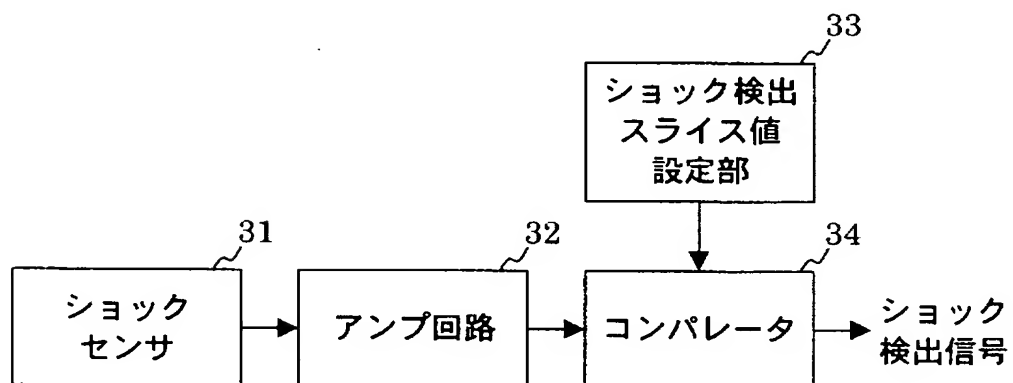 33
ショック検出
スライス値
設定部
31
32
34
ショック
センサ
アンプ回路
コンパレータ
ショック
検出信号